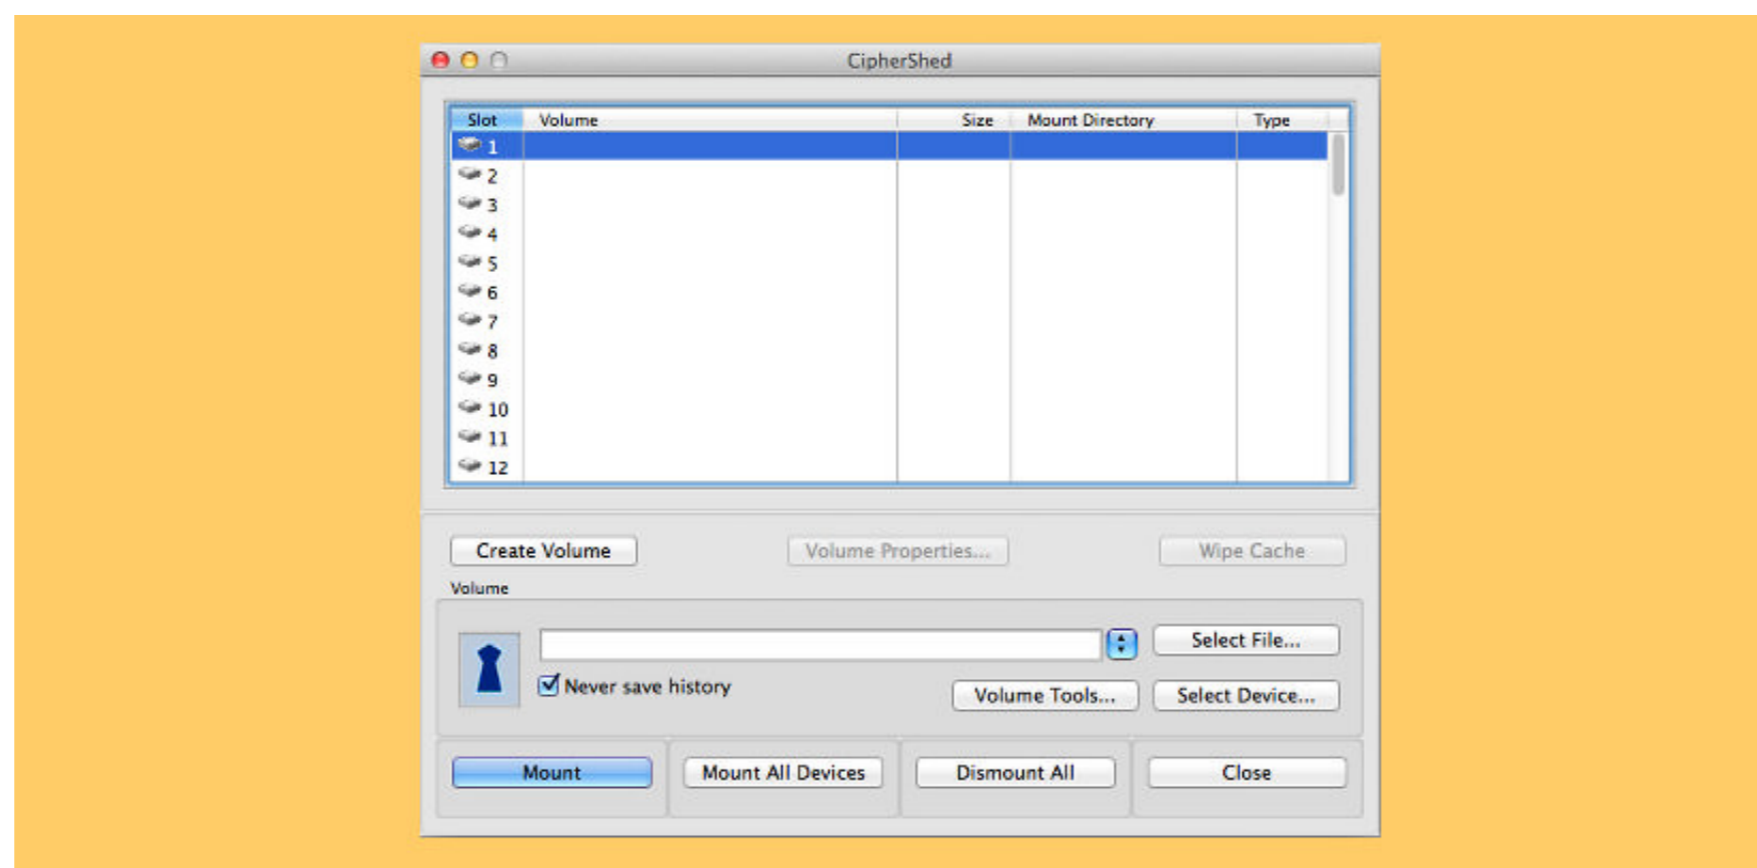 CipherShed
Slot Volume Size Mount Directory Type
1
2
3
4
5
6
7
8
9
10
11
12
Create Volume Volume Properties... Wipe Cache
Volume
Select File...
Never save history
Volume Tools... Select Device...
Mount Mount All Devices Dismount All Close